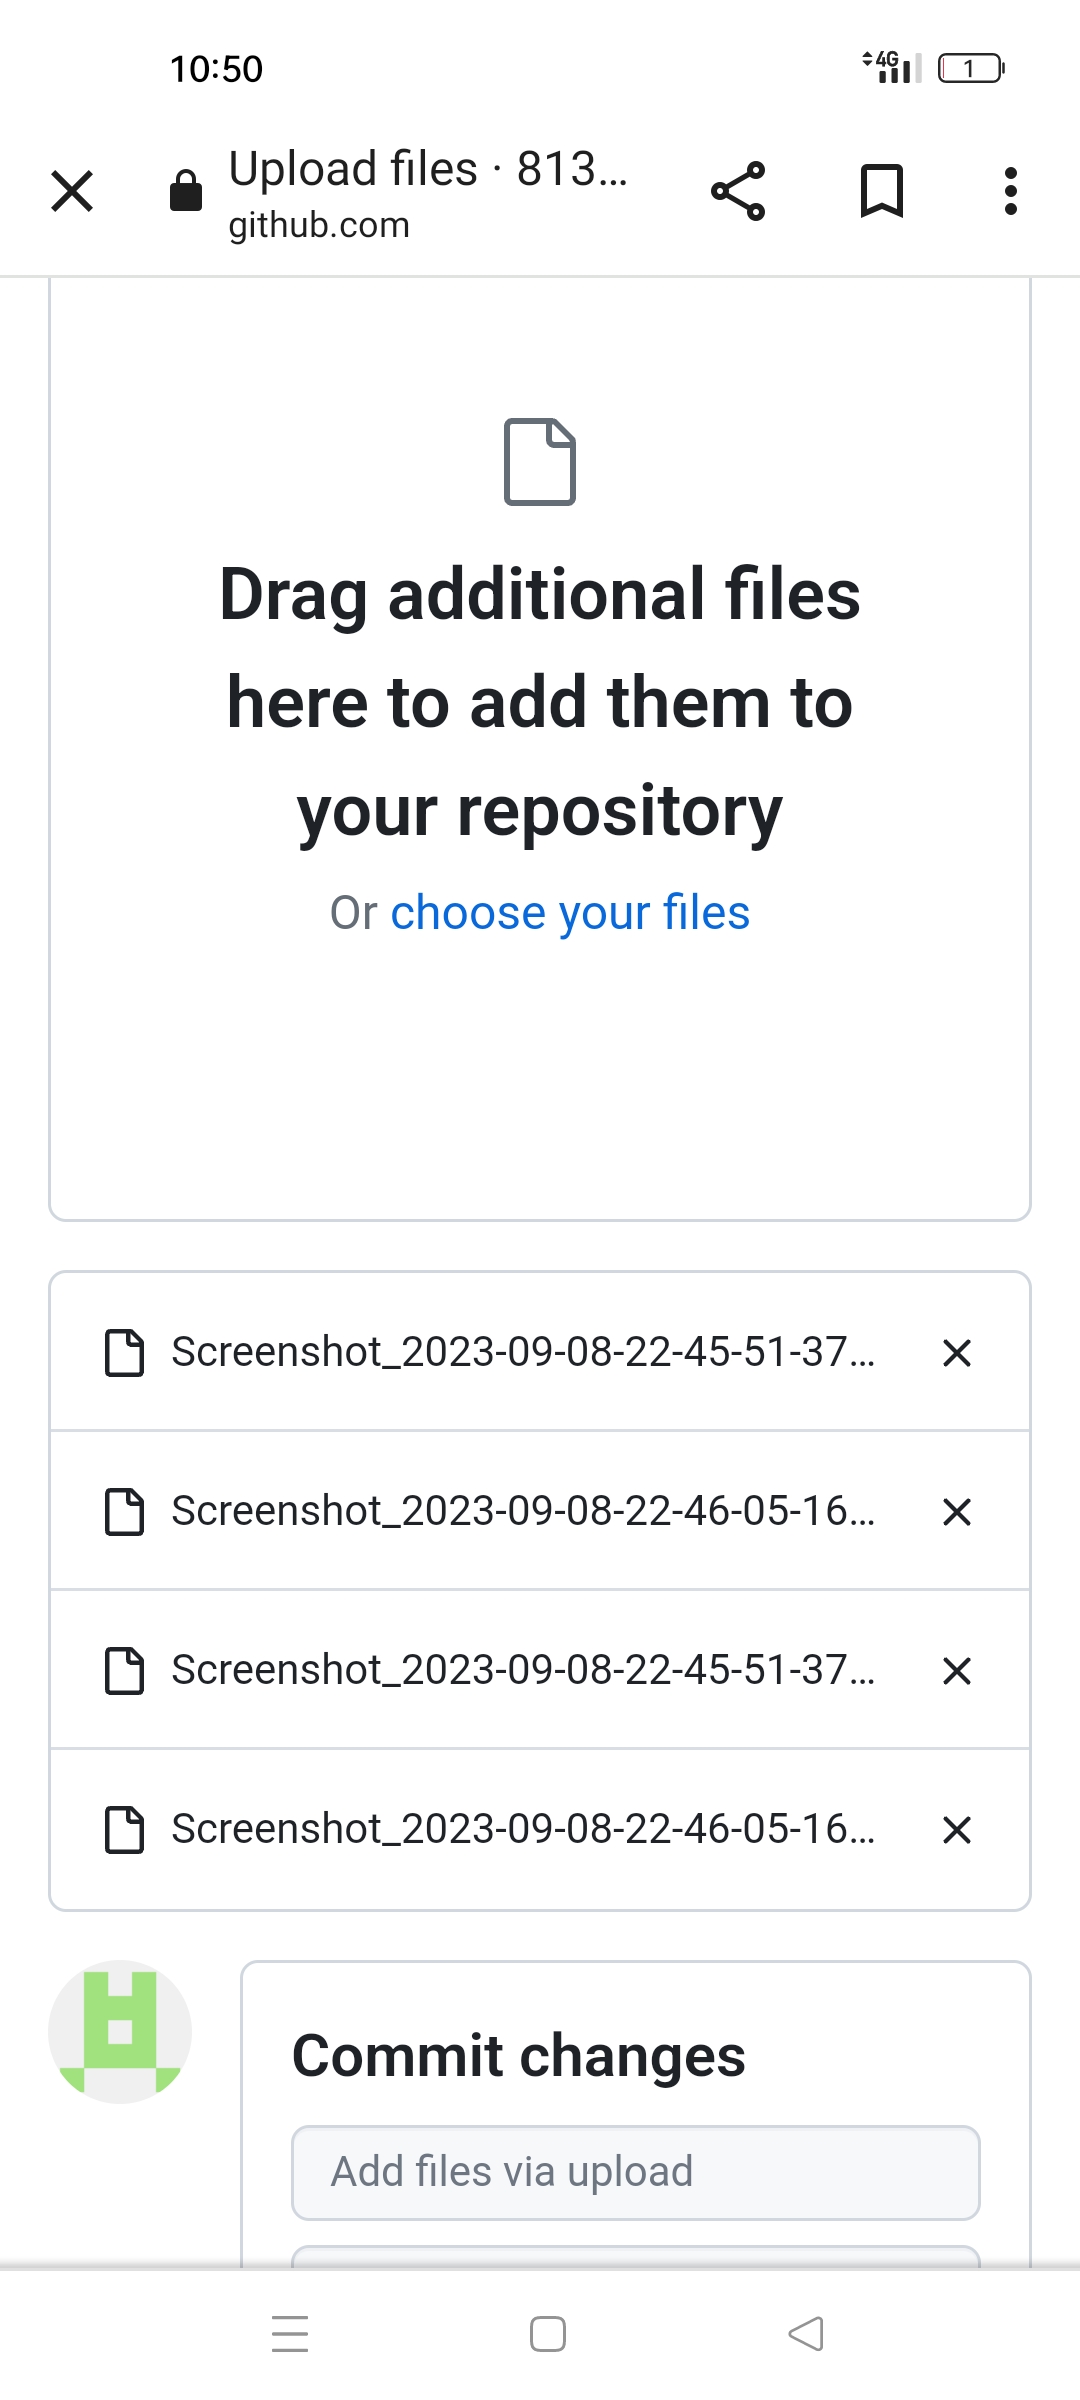 10:50
4G
1
Upload files · 813…
github.com
Drag additional files
here to add them to
your repository
Or choose your files
Screenshot_2023-09-08-22-45-51-37…
Screenshot_2023-09-08-22-46-05-16…
Screenshot_2023-09-08-22-45-51-37…
Screenshot_2023-09-08-22-46-05-16…
Commit changes
Add files via upload